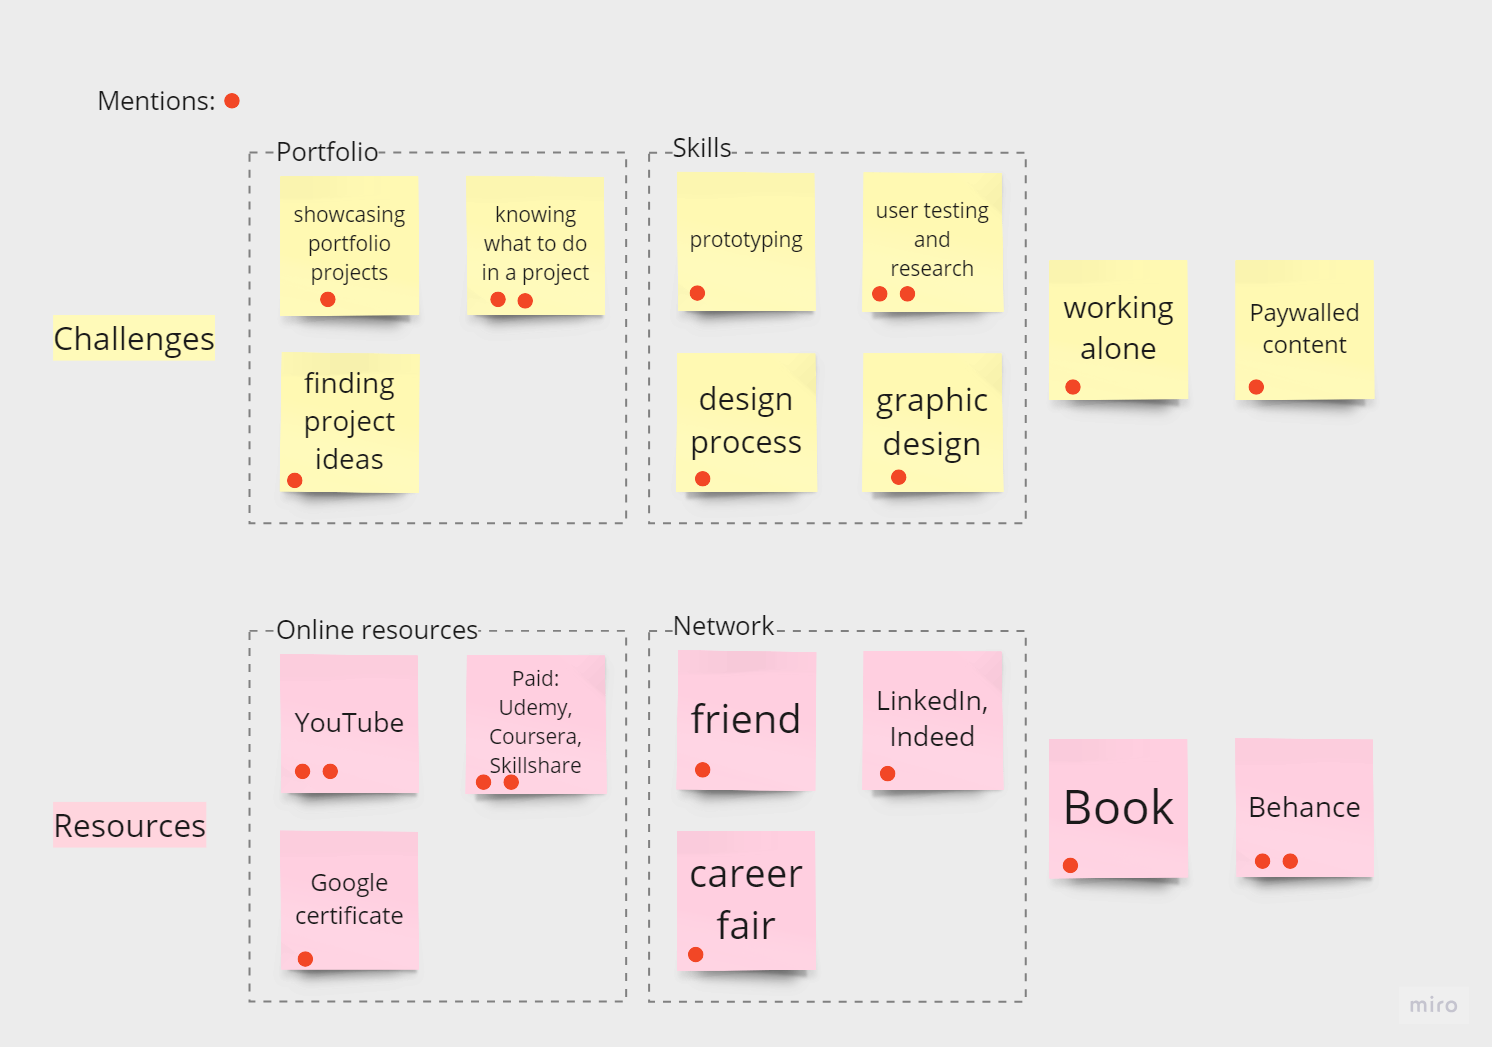 Mentions:
Portfolio
showcasing
portfolio
projects
knowing
what to do
in a project
finding
project
ideas
Skills
prototyping
user testing
and
research
design
process
graphic
design
working
alone
Paywalled
content
Challenges
Online resources
YouTube
Paid:
Udemy,
Coursera,
Skillshare
Google
certificate
Network
friend
LinkedIn,
Indeed
career
fair
Book
Behance
Resources
miro